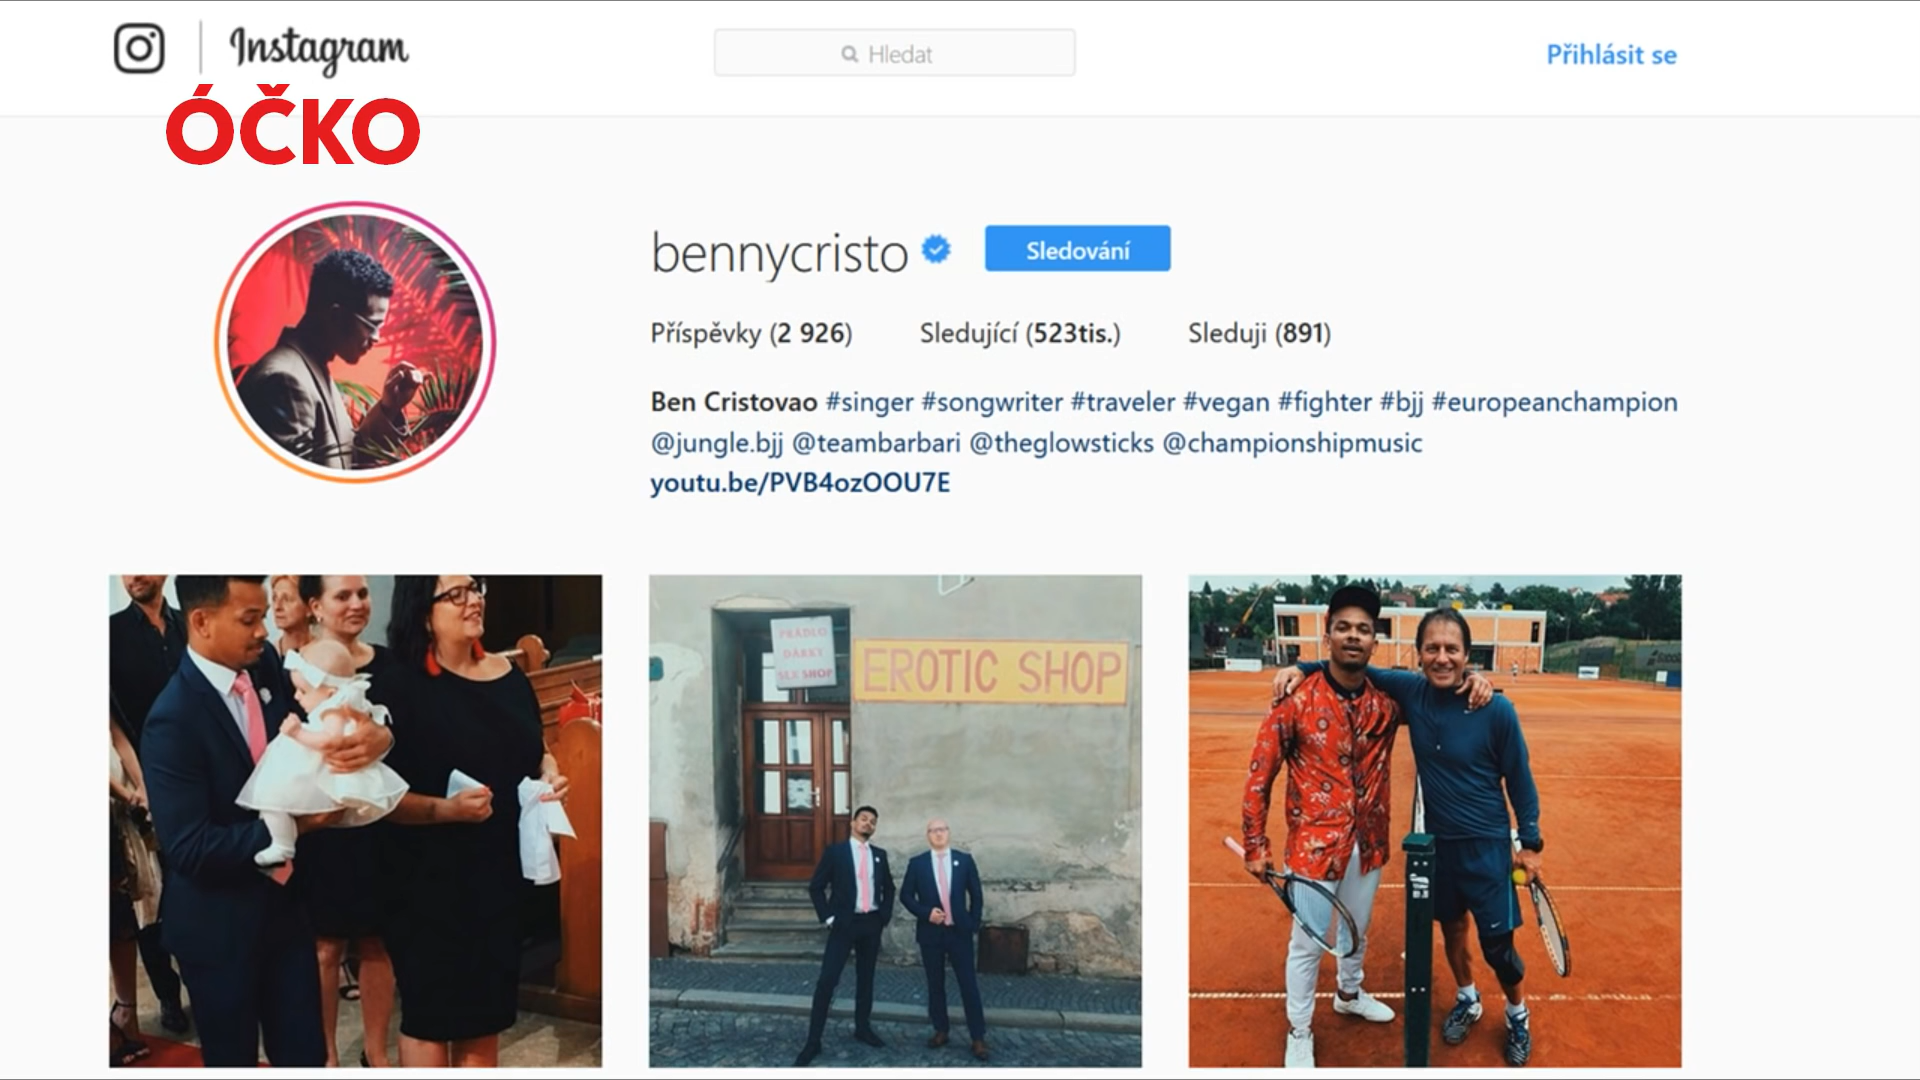 Instagram
Hledat
Přihlásit se
ÓČKO
bennycristo
Sledování
Příspěvky (2 926)
Sledující (523tis.)
Sleduji (891)
Ben Cristovao #singer #songwriter #traveler #vegan #fighter #bjj #europeanchampion
@jungle.bjj @teambarbari @theglowsticks @championshipmusic
youtu.be/PVB4ozOOU7E
PRÁDLO
DÁRKY
SEX SHOP
EROTIC SHOP